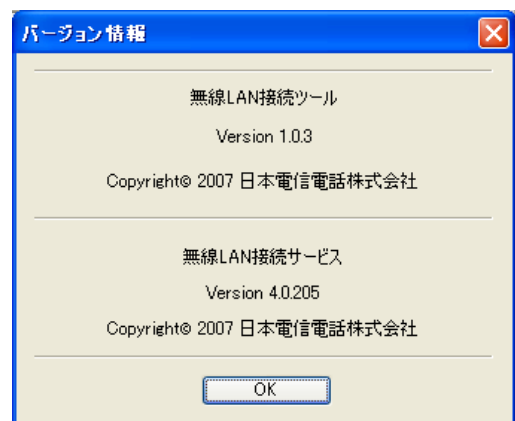 バージョン情報
無線LAN接続ツール
Version 1.0.3
Copyright© 2007 日本電信電話株式会社
無線LAN接続サービス
Version 4.0.205
Copyright© 2007 日本電信電話株式会社
OK